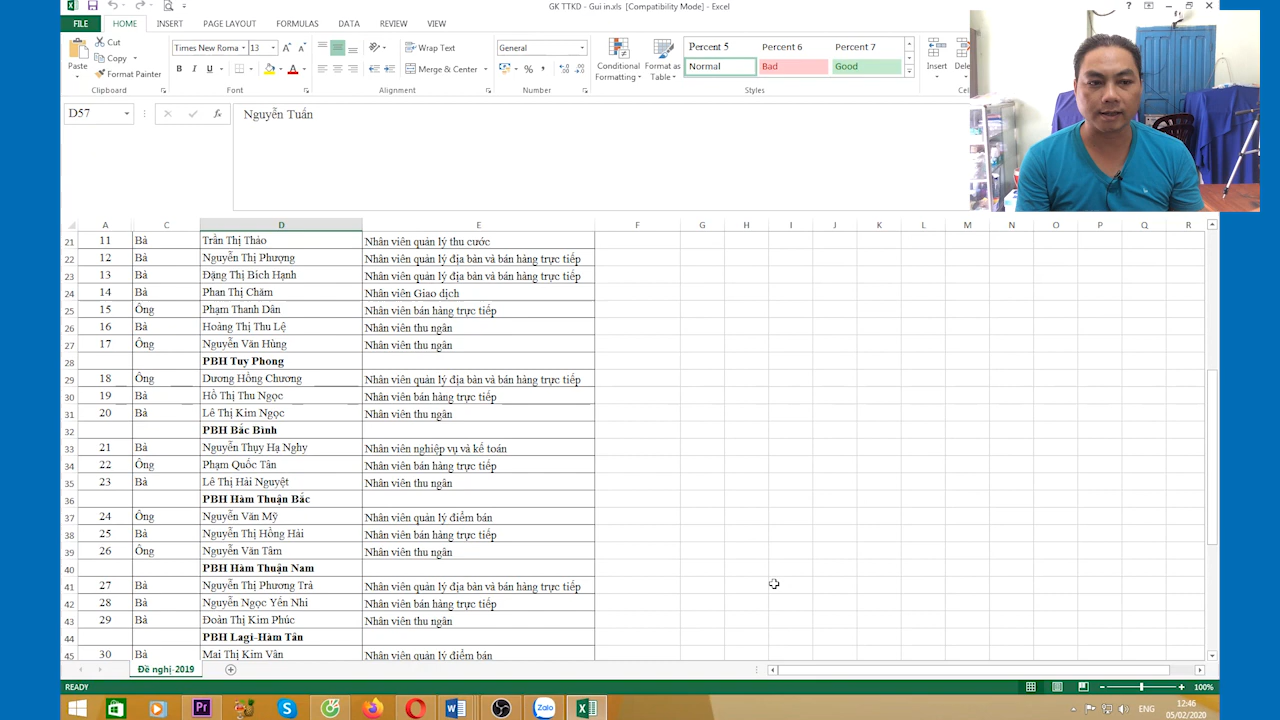 GK TTKD - Gui in.xls [Compatibility Mode] - Excel
FILE HOME INSERT PAGE LAYOUT FORMULAS DATA REVIEW VIEW
Paste Cut Copy Format Painter
Times New Roma 13
B I U
Wrap Text
Merge & Center
General
Conditional Formatting
Format as Table
Percent 5 Percent 6 Percent 7
Normal Bad Good
Insert
Clipboard Font Alignment Number Styles
D57 Nguyễn Tuấn
A C D E F G H I J K L M N O P Q R
21 11 Bà Trần Thị Thảo Nhân viên quản lý thu cước
22 12 Bà Nguyễn Thị Phượng Nhân viên quản lý địa bàn và bán hàng trực tiếp
23 13 Bà Đặng Thị Bích Hạnh Nhân viên quản lý địa bàn và bán hàng trực tiếp
24 14 Bà Phan Thị Chăm Nhân viên Giao dịch
25 15 Ông Phạm Thanh Dân Nhân viên bán hàng trực tiếp
26 16 Bà Hoàng Thị Thu Lệ Nhân viên thu ngân
27 17 Ông Nguyễn Văn Hùng Nhân viên thu ngân
28 PBH Tuy Phong
29 18 Ông Dương Hồng Chương Nhân viên quản lý địa bàn và bán hàng trực tiếp
30 19 Bà Hồ Thị Thu Ngọc Nhân viên bán hàng trực tiếp
31 20 Bà Lê Thị Kim Ngọc Nhân viên thu ngân
32 PBH Bắc Bình
33 21 Bà Nguyễn Thụy Hạ Nghy Nhân viên nghiệp vụ và kế toán
34 22 Ông Phạm Quốc Tân Nhân viên bán hàng trực tiếp
35 23 Bà Lê Thị Hải Nguyệt Nhân viên thu ngân
36 PBH Hàm Thuận Bắc
37 24 Ông Nguyễn Văn Mỹ Nhân viên quản lý điểm bán
38 25 Bà Nguyễn Thị Hồng Hải Nhân viên bán hàng trực tiếp
39 26 Ông Nguyễn Văn Tâm Nhân viên thu ngân
40 PBH Hàm Thuận Nam
41 27 Bà Nguyễn Thị Phương Trà Nhân viên quản lý địa bàn và bán hàng trực tiếp
42 28 Bà Nguyễn Ngọc Yến Nhi Nhân viên bán hàng trực tiếp
43 29 Bà Đoàn Thị Kim Phúc Nhân viên thu ngân
44 PBH Lagi-Hàm Tân
45 30 Bà Mai Thị Kim Vân Nhân viên quản lý điểm bán
Đề nghị 2019
READY 100%
Zalo
ENG 12:46
05/02/2020